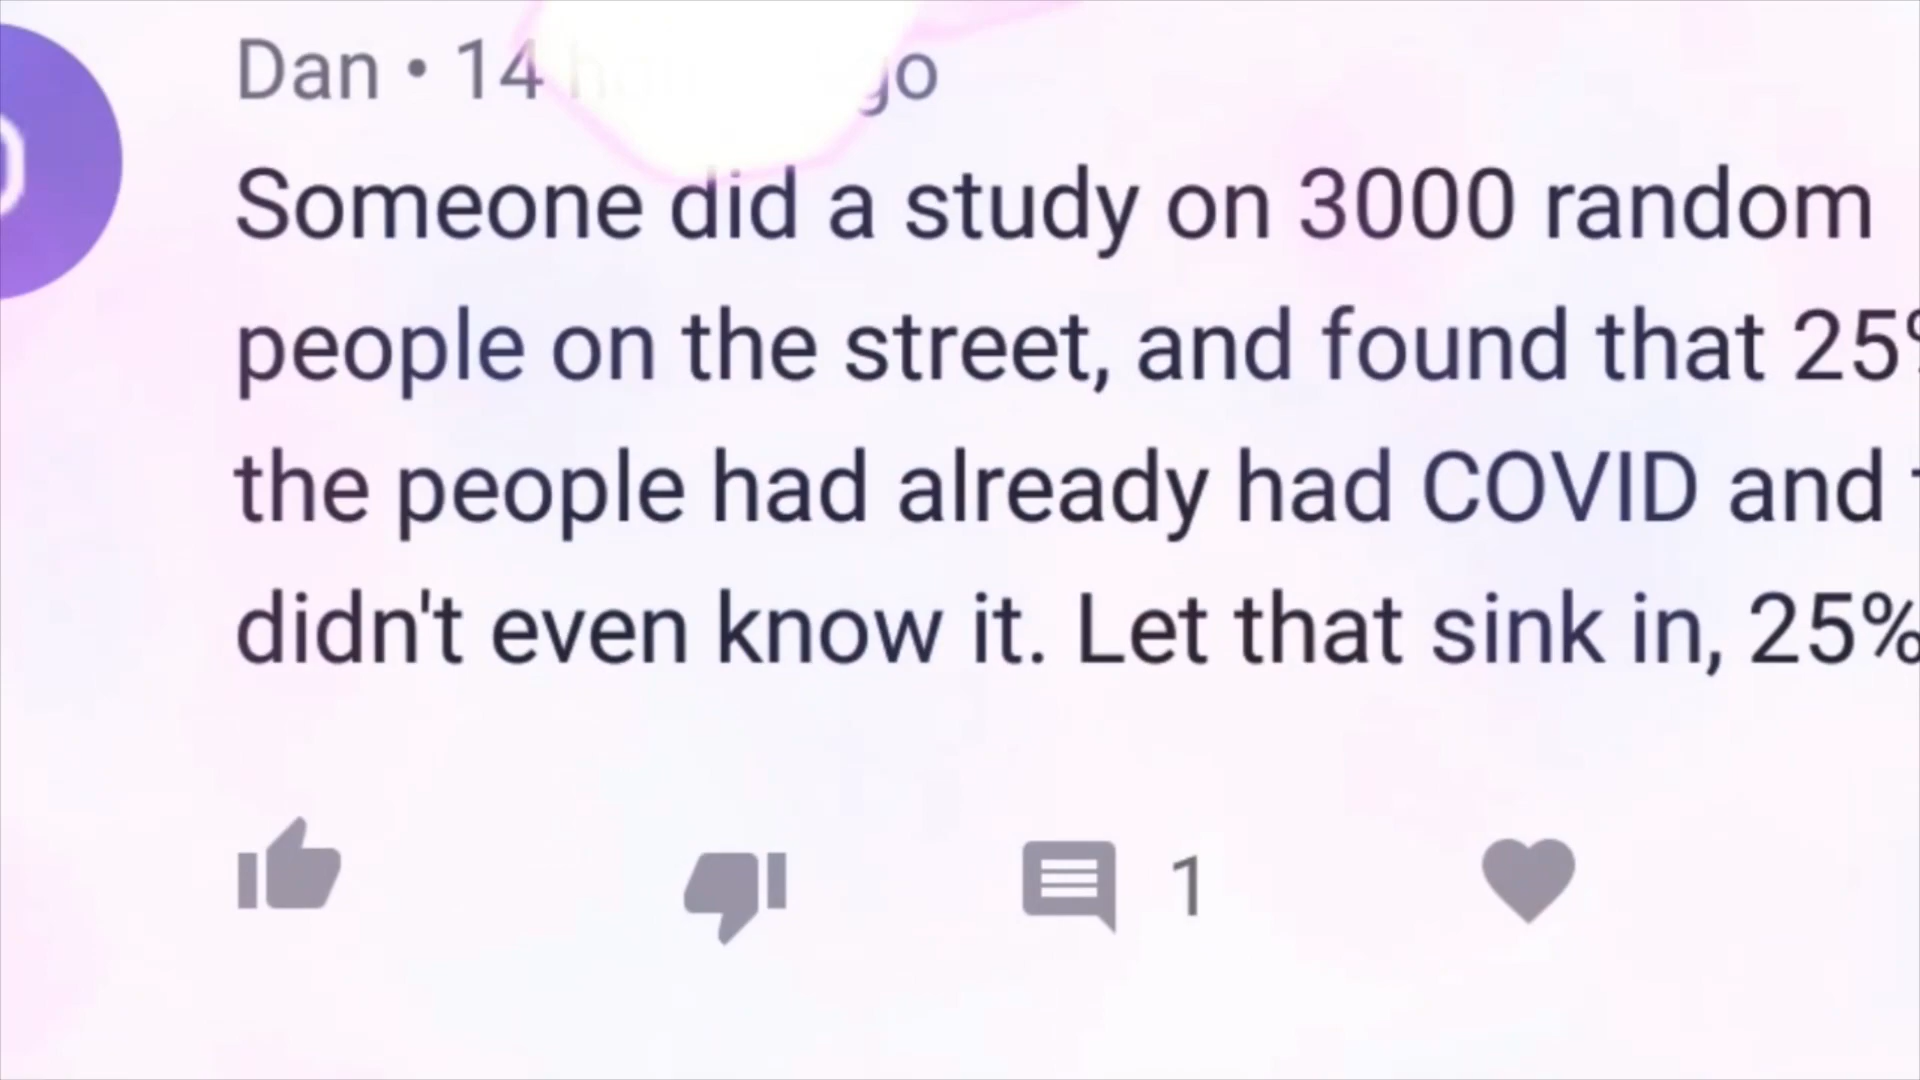 Dan • 14 go
Someone did a study on 3000 random
people on the street, and found that 25%
the people had already had COVID and
didn't even know it. Let that sink in, 25%
1